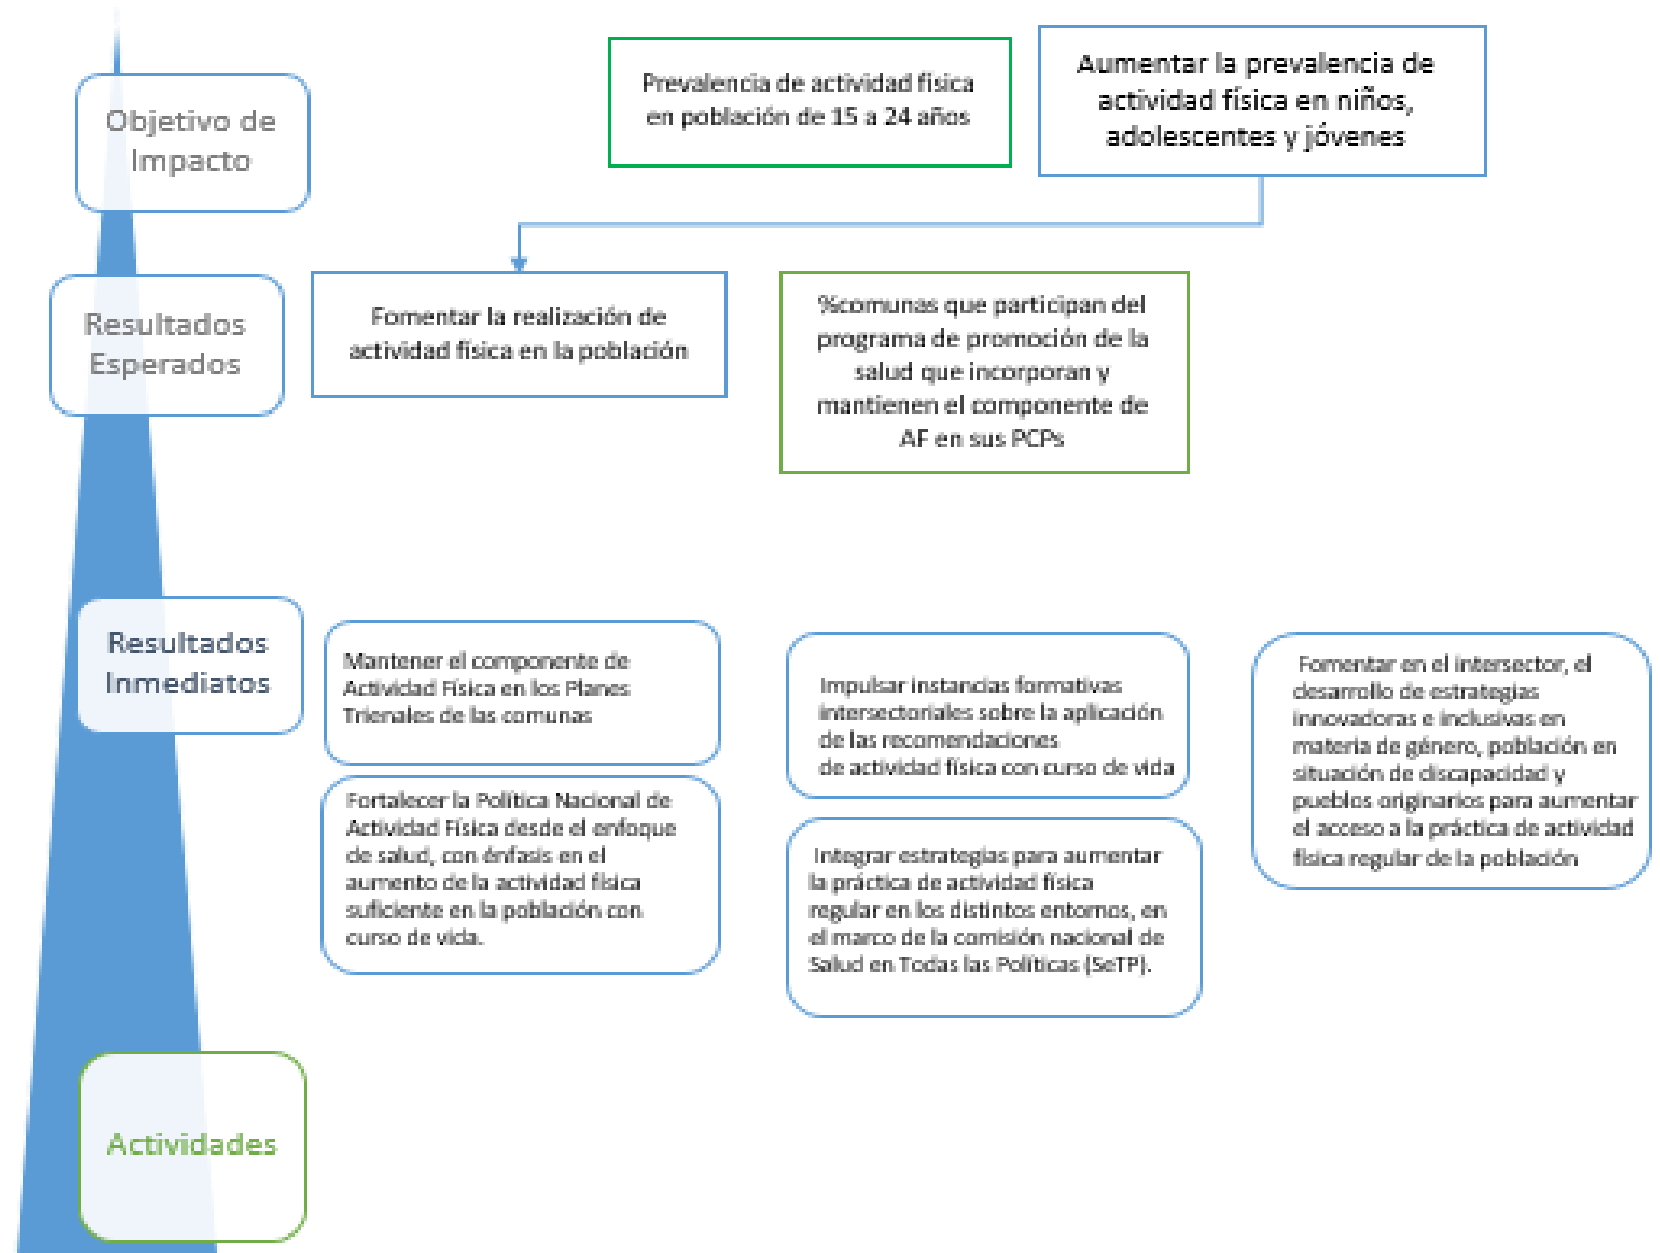 Objetivo de
Impacto
Prevalencia de actividad física
en población de 15 a 24 años
Aumentar la prevalencia de
actividad física en niños,
adolescentes y jóvenes
Resultados
Esperados
Fomentar la realización de
actividad física en la población
%comunas que participan del
programa de promoción de la
salud que incorporan y
mantienen el componente de
AF en sus PCPs
Resultados
Inmediatos
Mantener el componente de
Actividad Física en los Planes
Trienales de las comunas
Fortalecer la Política Nacional de
Actividad Física desde el enfoque
de salud, con énfasis en el
aumento de la actividad física
suficiente en la población con
curso de vida.
Impulsar instancias formativas
intersectoriales sobre la aplicación
de las recomendaciones
de actividad física con curso de vida
Integrar estrategias para aumentar
la práctica de actividad física
regular en los distintos entornos, en
el marco de la comisión nacional de
Salud en Todas las Políticas (SeTP).
Fomentar en el intersector, el
desarrollo de estrategias
innovadoras e inclusivas en
materia de género, población en
situación de discapacidad y
pueblos originarios para aumentar
el acceso a la práctica de actividad
física regular de la población
Actividades